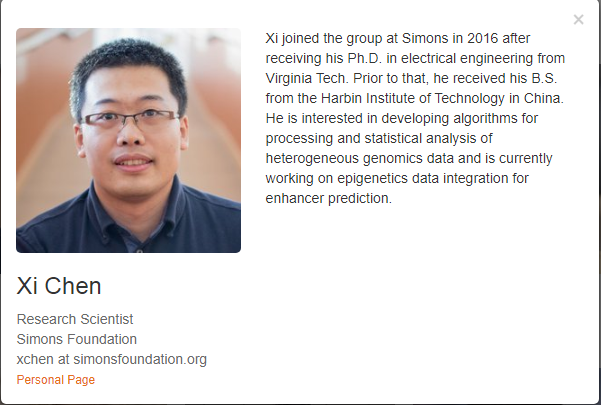 Xi joined the group at Simons in 2016 after
receiving his Ph.D. in electrical engineering from
Virginia Tech. Prior to that, he received his B.S.
from the Harbin Institute of Technology in China.
He is interested in developing algorithms for
processing and statistical analysis of
heterogeneous genomics data and is currently
working on epigenetics data integration for
enhancer prediction.
Xi Chen
Research Scientist
Simons Foundation
xchen at simonsfoundation.org
Personal Page